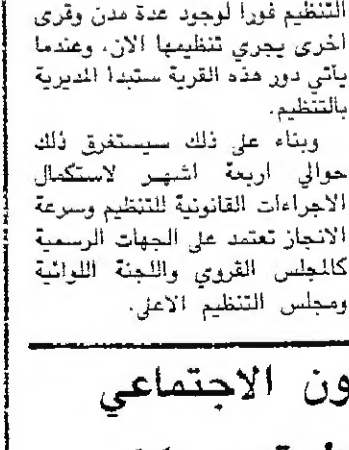 التنظيم فورا لوجود عدة مدن وقرى
اخرى يجري تنظيمها الان، وعندما
يأتي دور هذه القرية ستبدا المديرية
بالتنظيم.
وبناء على ذلك سيستغرق ذلك
حوالي اربعة اشهر لاستكمال
الاجراءات القانونية للتنظيم وسرعة
الانجاز تعتمد على الجهات الرسمية
كالمجلس القروي واللجنة اللوائية
ومجلس التنظيم الاعلى.
ون الاجتماعي